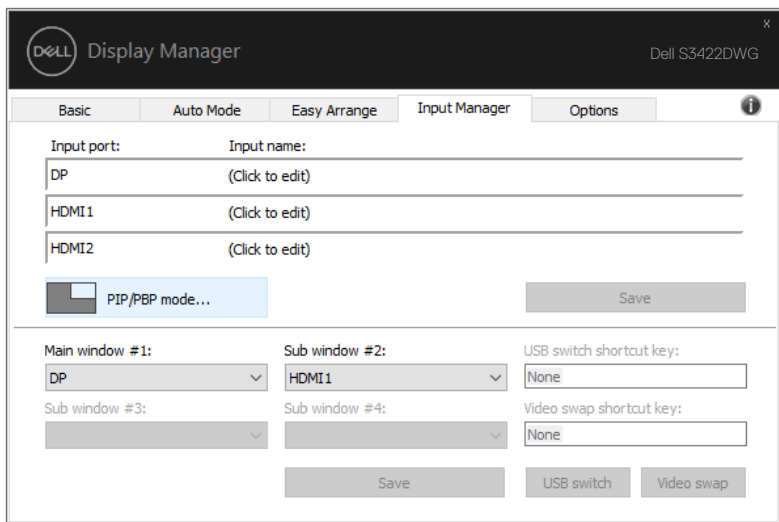 x
DELL Display Manager
Dell S3422DWG
Basic Auto Mode Easy Arrange Input Manager Options i
Input port: Input name:
DP (Click to edit)
HDMI1 (Click to edit)
HDMI2 (Click to edit)
PIP/PBP mode... Save
Main window #1: Sub window #2: USB switch shortcut key:
DP HDMI1 None
Sub window #3: Sub window #4: Video swap shortcut key:
None
Save USB switch Video swap